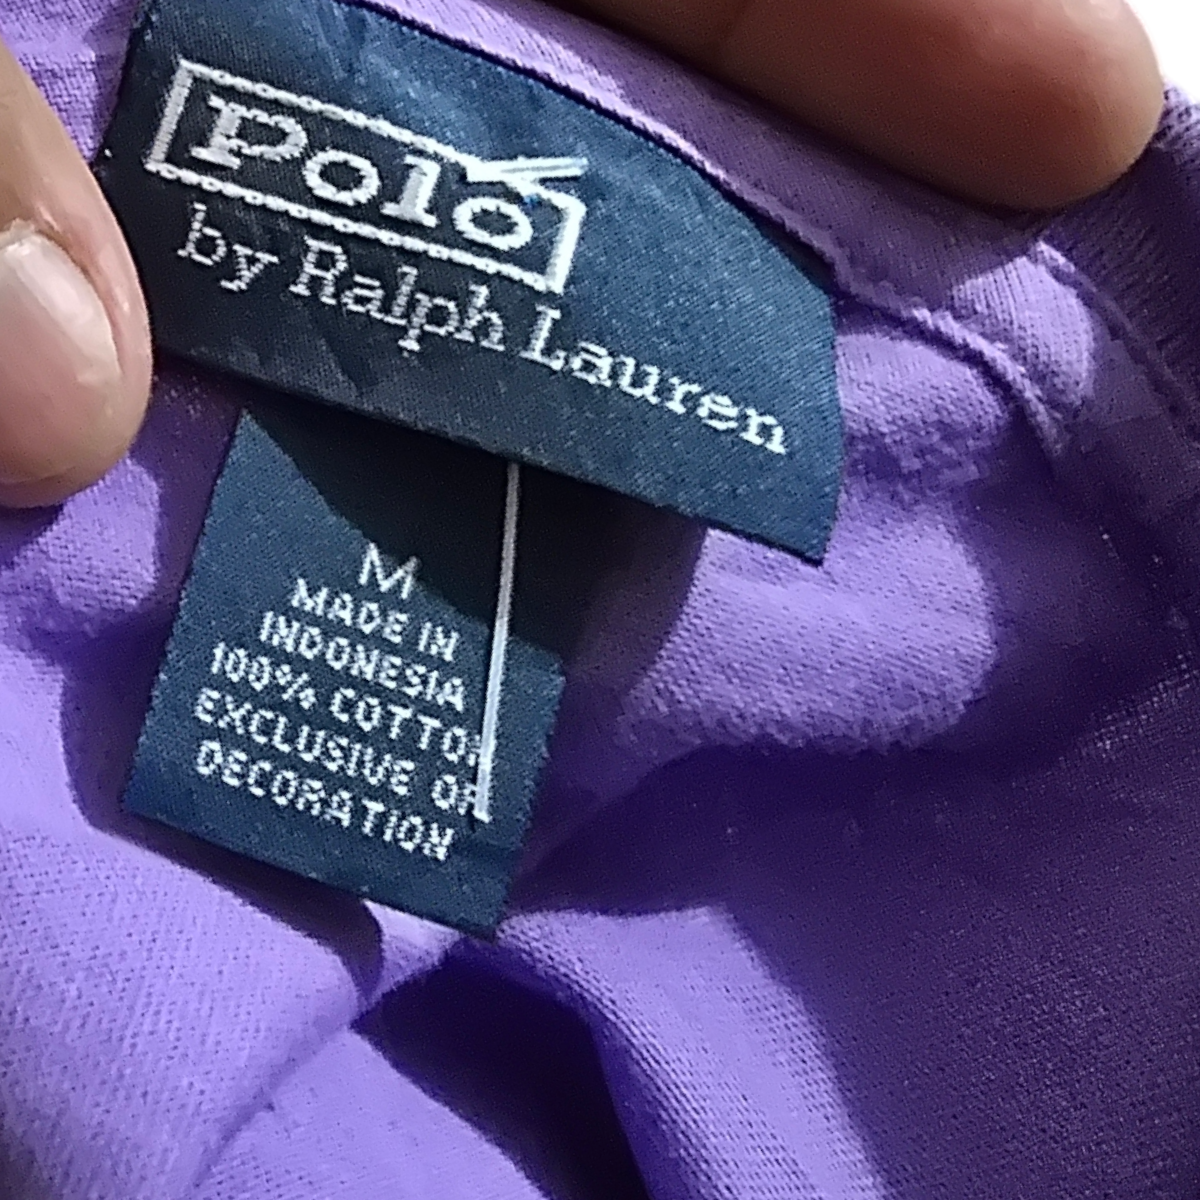 Polo
by Ralph Lauren
M
MADE IN
INDONESIA
100% COTTON
EXCLUSIVE OF
DECORATION